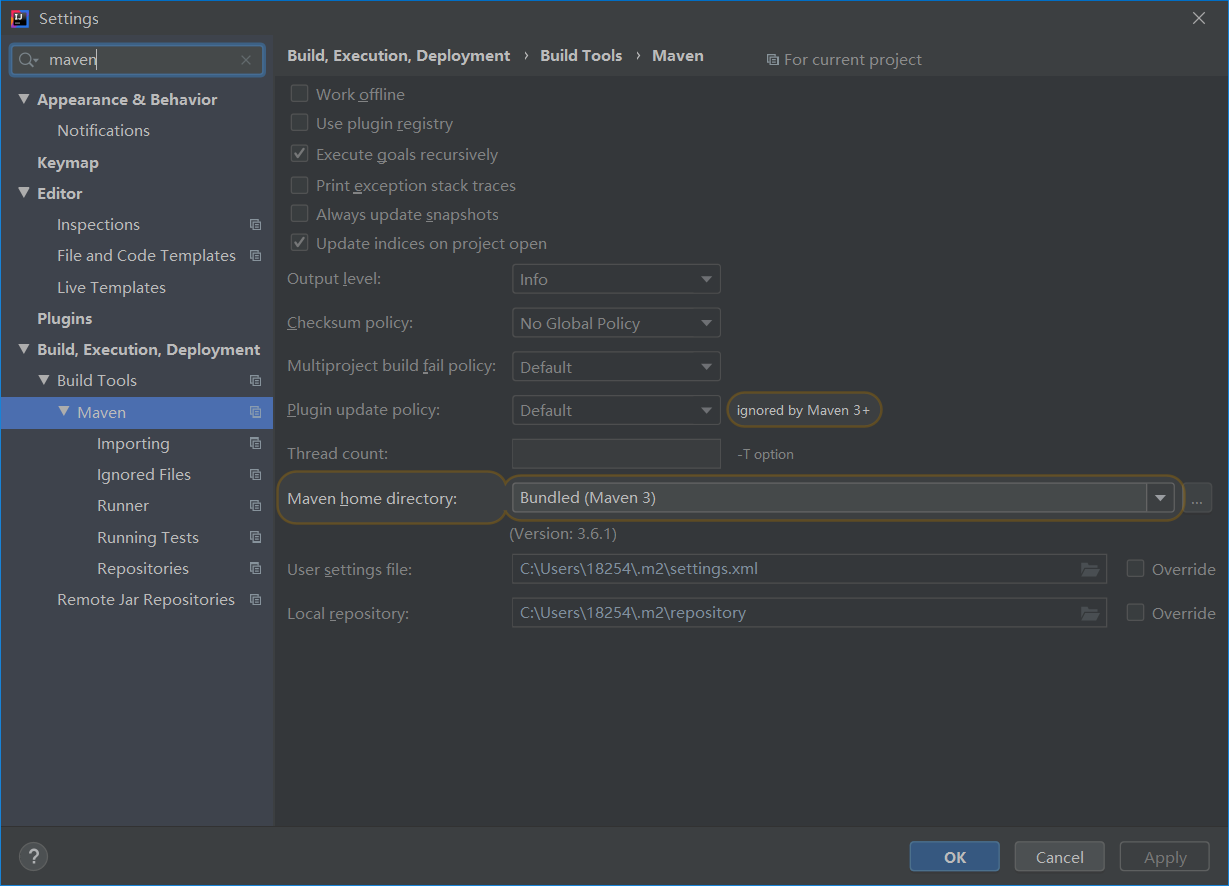 Settings
maven
Build, Execution, Deployment › Build Tools › Maven For current project
Appearance & Behavior
Notifications
Keymap
Editor
Inspections
File and Code Templates
Live Templates
Plugins
Build, Execution, Deployment
Build Tools
Maven
Importing
Ignored Files
Runner
Running Tests
Repositories
Remote Jar Repositories
Work offline
Use plugin registry
Execute goals recursively
Print exception stack traces
Always update snapshots
Update indices on project open
Output level: Info
Checksum policy: No Global Policy
Multiproject build fail policy: Default
Plugin update policy: Default ignored by Maven 3+
Thread count: -T option
Maven home directory: Bundled (Maven 3) ...
(Version: 3.6.1)
User settings file: C:\Users\18254\.m2\settings.xml Override
Local repository: C:\Users\18254\.m2\repository Override
? OK Cancel Apply